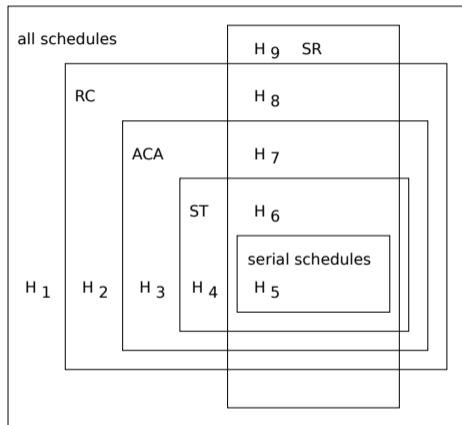 all schedules
H 9 SR
RC
H 8
ACA
H 7
ST
H 6
serial schedules
H 1
H 2
H 3
H 4
H 5